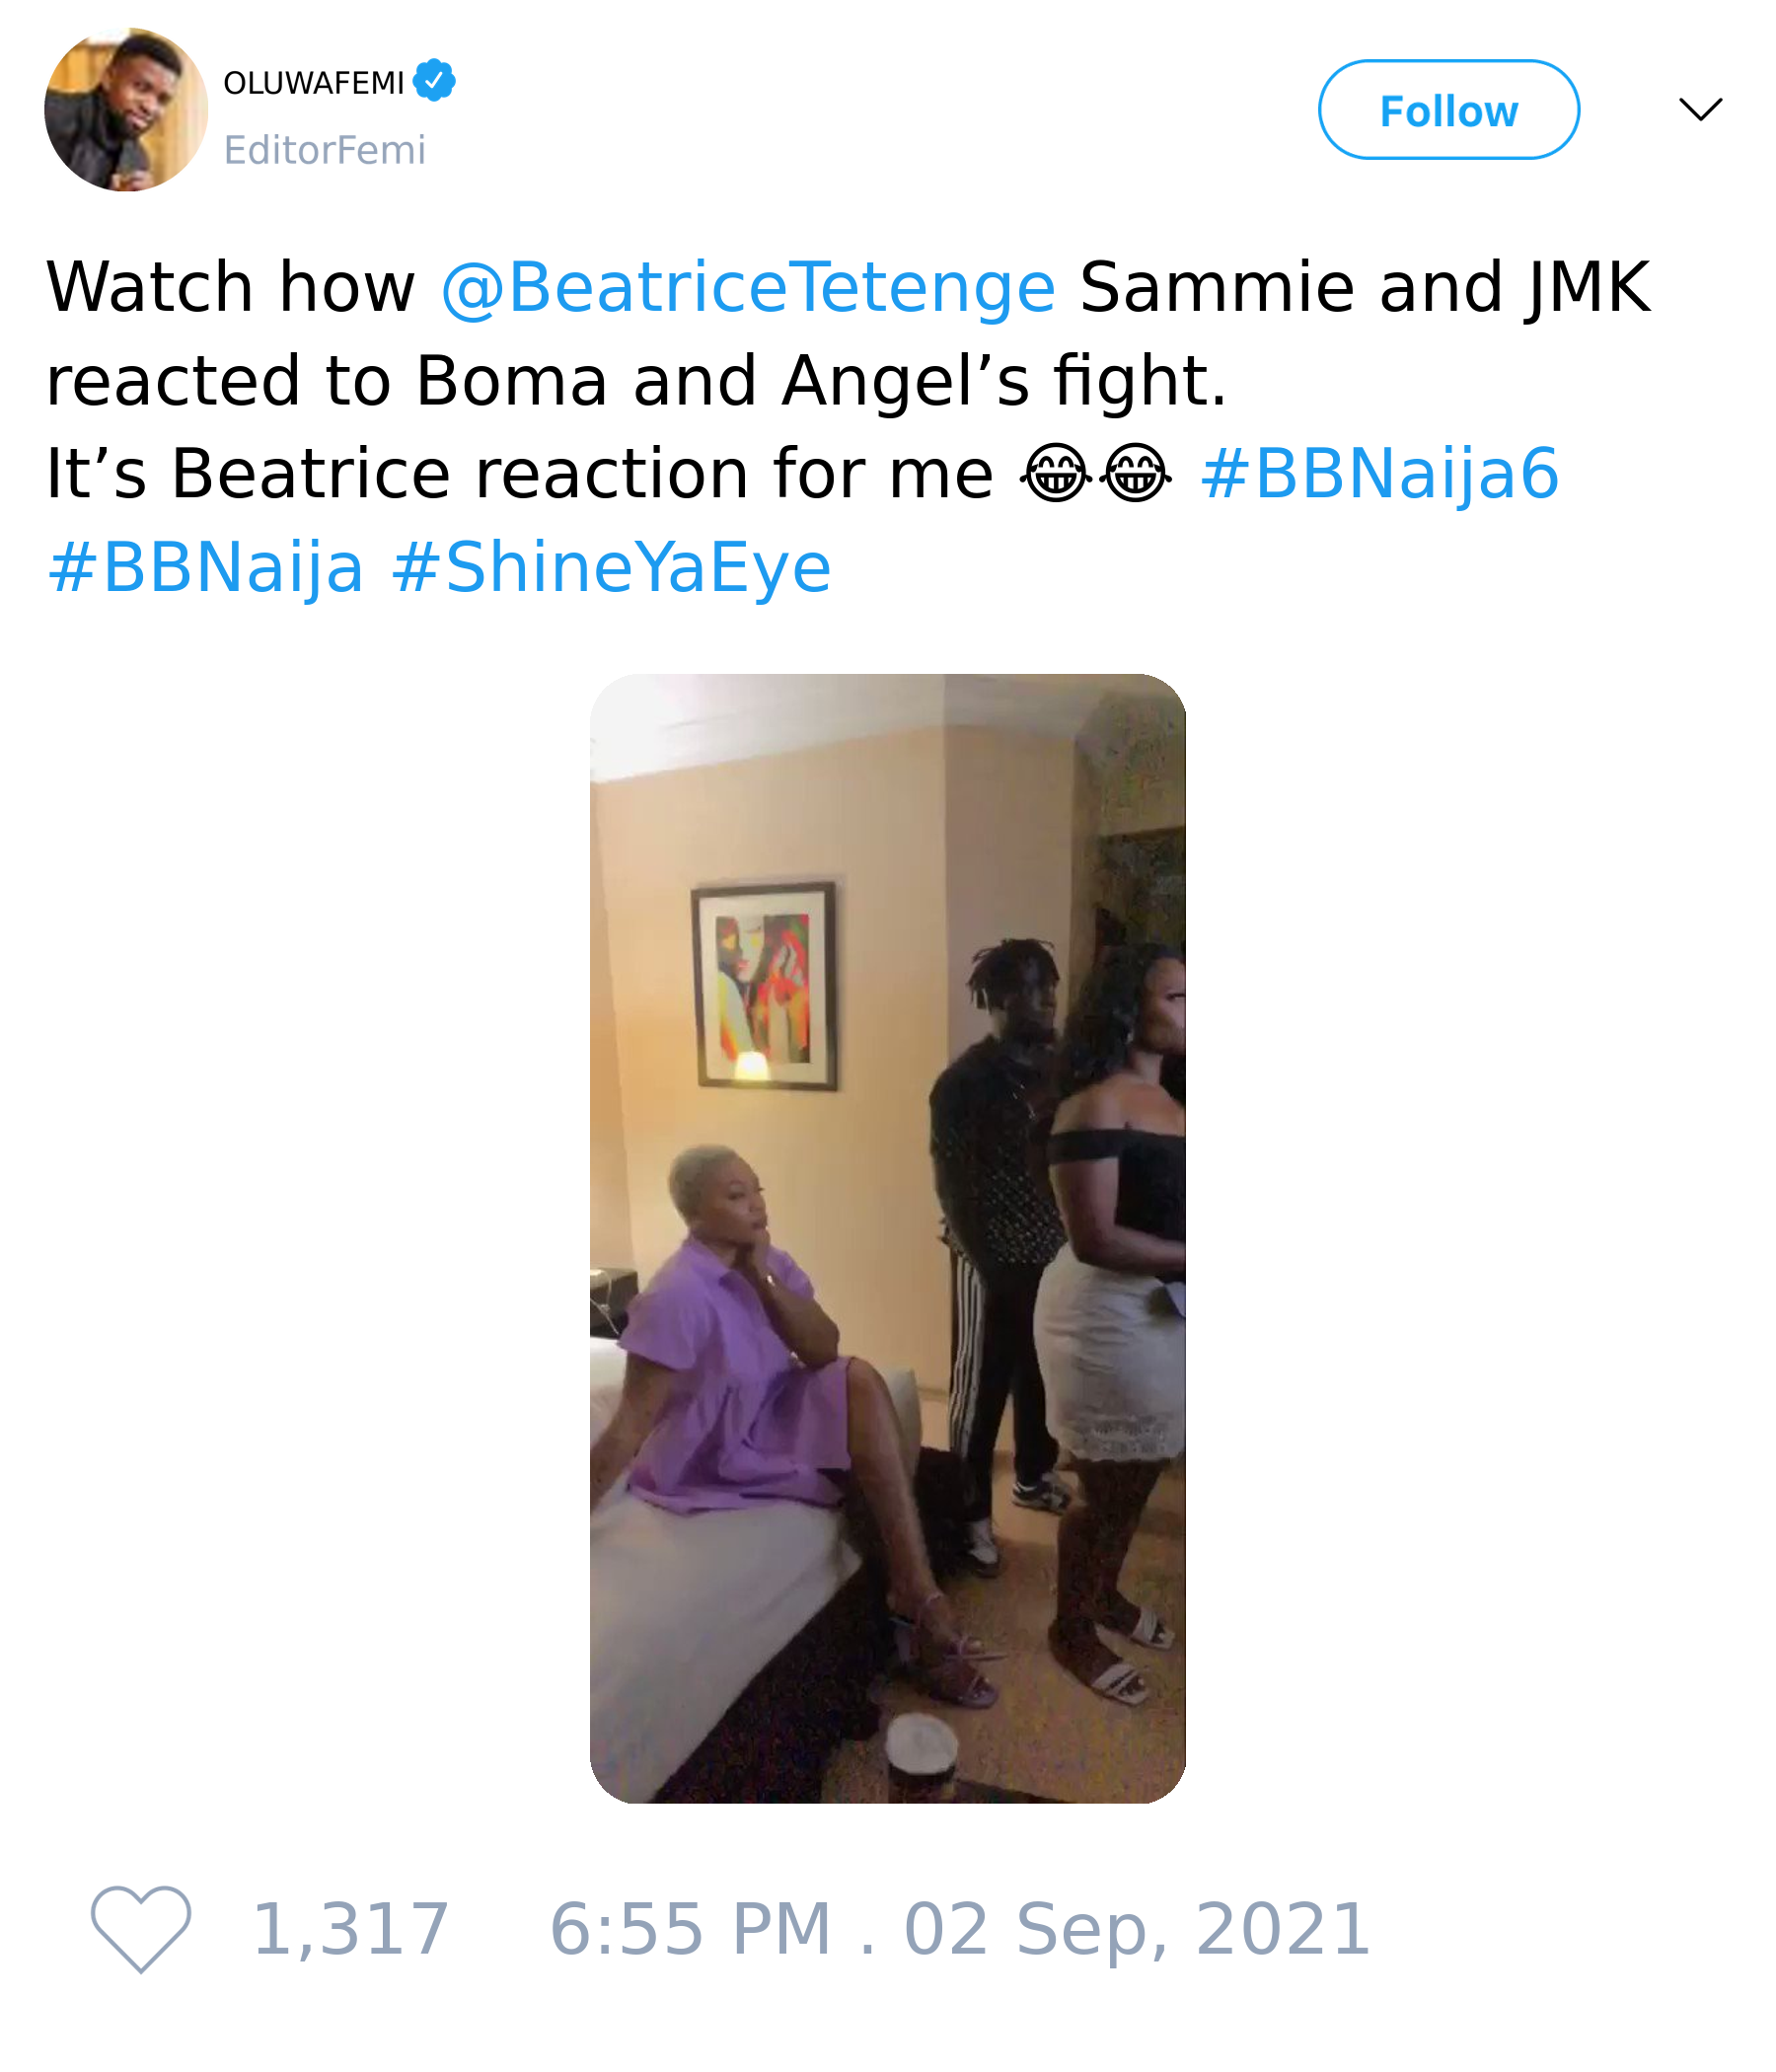 OLUWAFEMI
EditorFemi
Follow
Watch how @BeatriceTetenge Sammie and JMK
reacted to Boma and Angel’s fight.
It’s Beatrice reaction for me 😂😂 #BBNaija6
#BBNaija #ShineYaEye
1,317 6:55 PM . 02 Sep, 2021